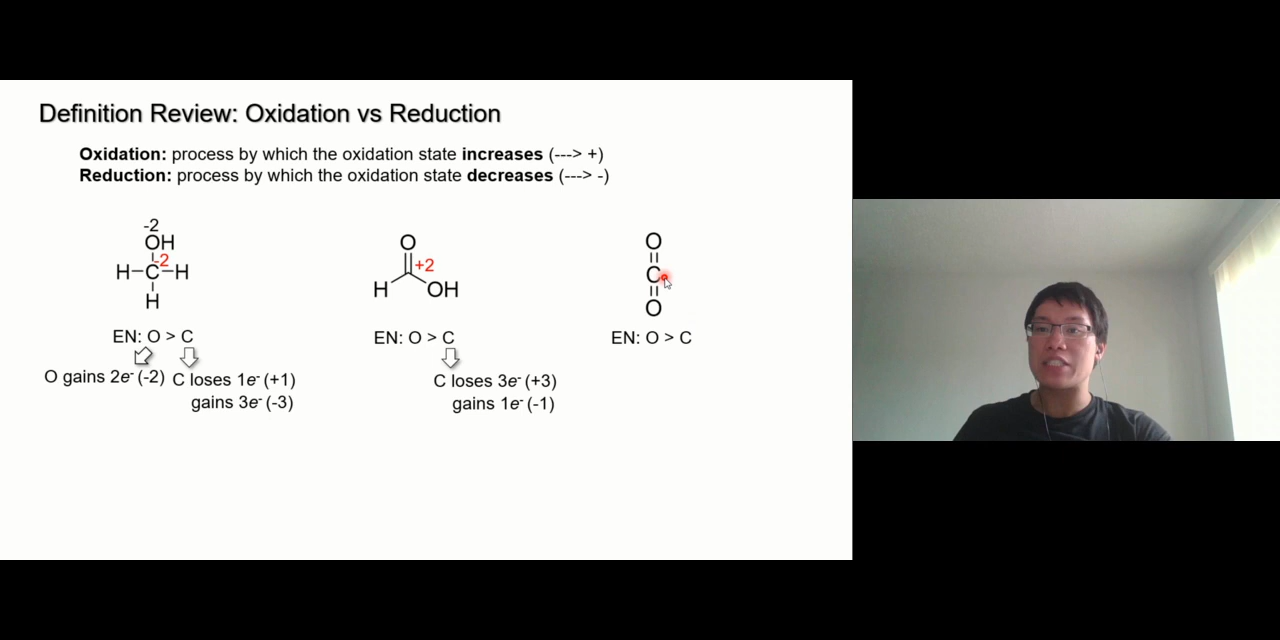 Definition Review: Oxidation vs Reduction
Oxidation: process by which the oxidation state increases (---> +)
Reduction: process by which the oxidation state decreases (---> -)
-2
OH
-2
H-C-H
H
O
+2
H
OH
O
C
O
EN: O > C
EN: O > C
EN: O > C
O gains 2e⁻ (-2)
C loses 1e⁻ (+1)
gains 3e⁻ (-3)
C loses 3e⁻ (+3)
gains 1e⁻ (-1)